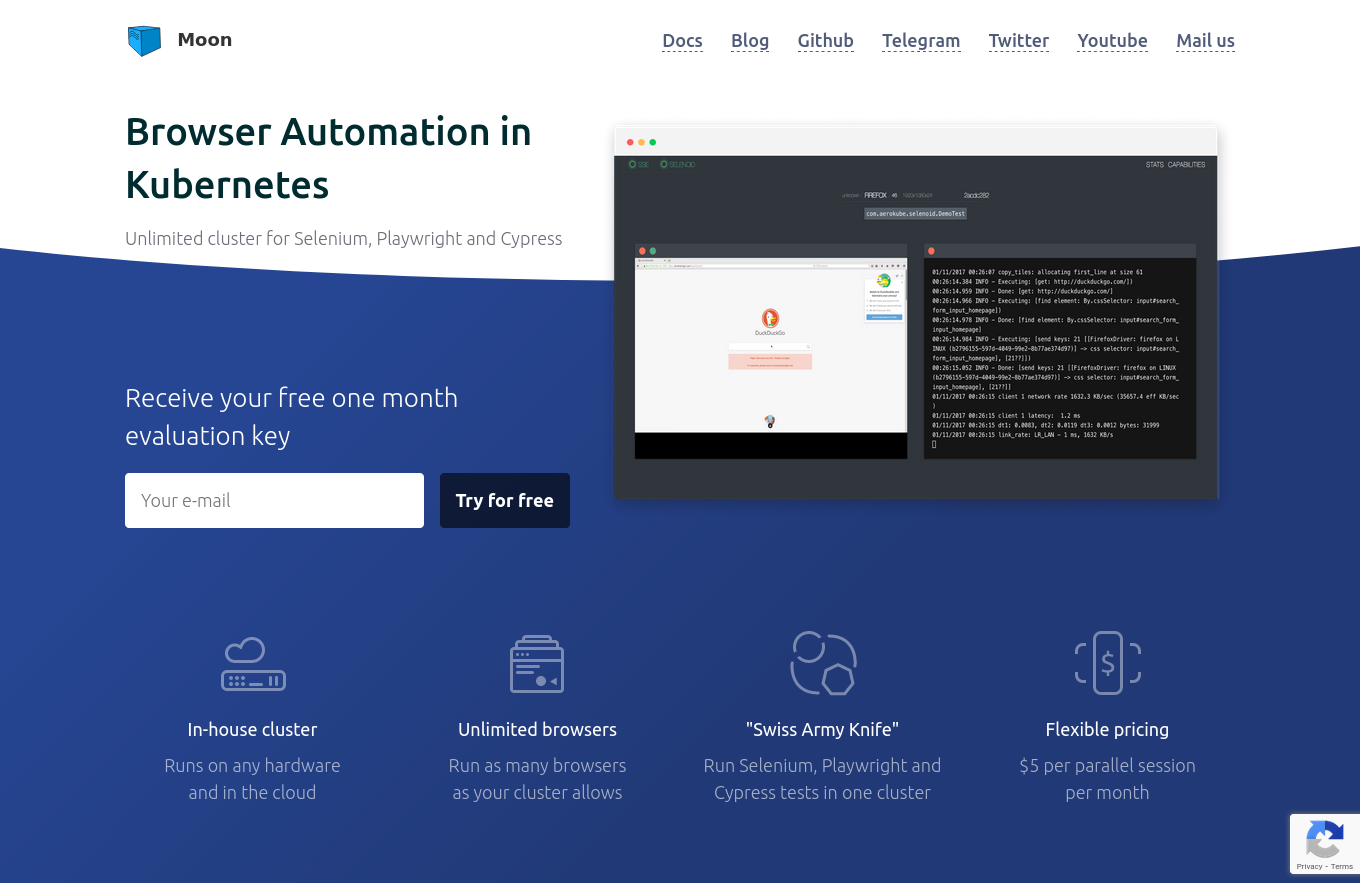 Moon
Docs
Blog
Github
Telegram
Twitter
Youtube
Mail us
Browser Automation in
Kubernetes
Unlimited cluster for Selenium, Playwright and Cypress
SSE
SELENOID
STATS
CAPABILITIES
unknown
FIREFOX
46
2acdc282
com.aerokube.selenoid.DemoTest
DuckDuckGo
01/11/2017 00:26:07 copy_tiles: allocating first_line at size 61
00:26:14.384 INFO - Executing: [get: http://duckduckgo.com/])
00:26:14.959 INFO - Done: [get: http://duckduckgo.com/]
00:26:14.966 INFO - Executing: [find element: By.cssSelector: input#search_
form_input_homepage])
00:26:14.978 INFO - Done: [find element: By.cssSelector: input#search_form_
input_homepage]
00:26:14.984 INFO - Executing: [send keys: 21 [[FirefoxDriver: firefox on L
INUX (b2796155-597d-4049-99e2-8b77ae374d97)] -> css selector: input#search_
form_input_homepage], [21??]])
00:26:15.052 INFO - Done: [send keys: 21 [[FirefoxDriver: firefox on LINUX
(b2796155-597d-4049-99e2-8b77ae374d97)] -> css selector: input#search_form_
input_homepage], [21??]]
01/11/2017 00:26:15 client 1 network rate 1632.3 KB/sec (35657.4 eff KB/sec
)
01/11/2017 00:26:15 client 1 latency: 1.2 ms
01/11/2017 00:26:15 dt1: 0.0083, dt2: 0.0119 dt3: 0.0012 bytes: 31999
01/11/2017 00:26:15 link_rate: LR_LAN - 1 ms, 1632 KB/s
Receive your free one month
evaluation key
Your e-mail
Try for free
In-house cluster
Runs on any hardware
and in the cloud
Unlimited browsers
Run as many browsers
as your cluster allows
"Swiss Army Knife"
Run Selenium, Playwright and
Cypress tests in one cluster
$
Flexible pricing
$5 per parallel session
per month
Privacy - Terms